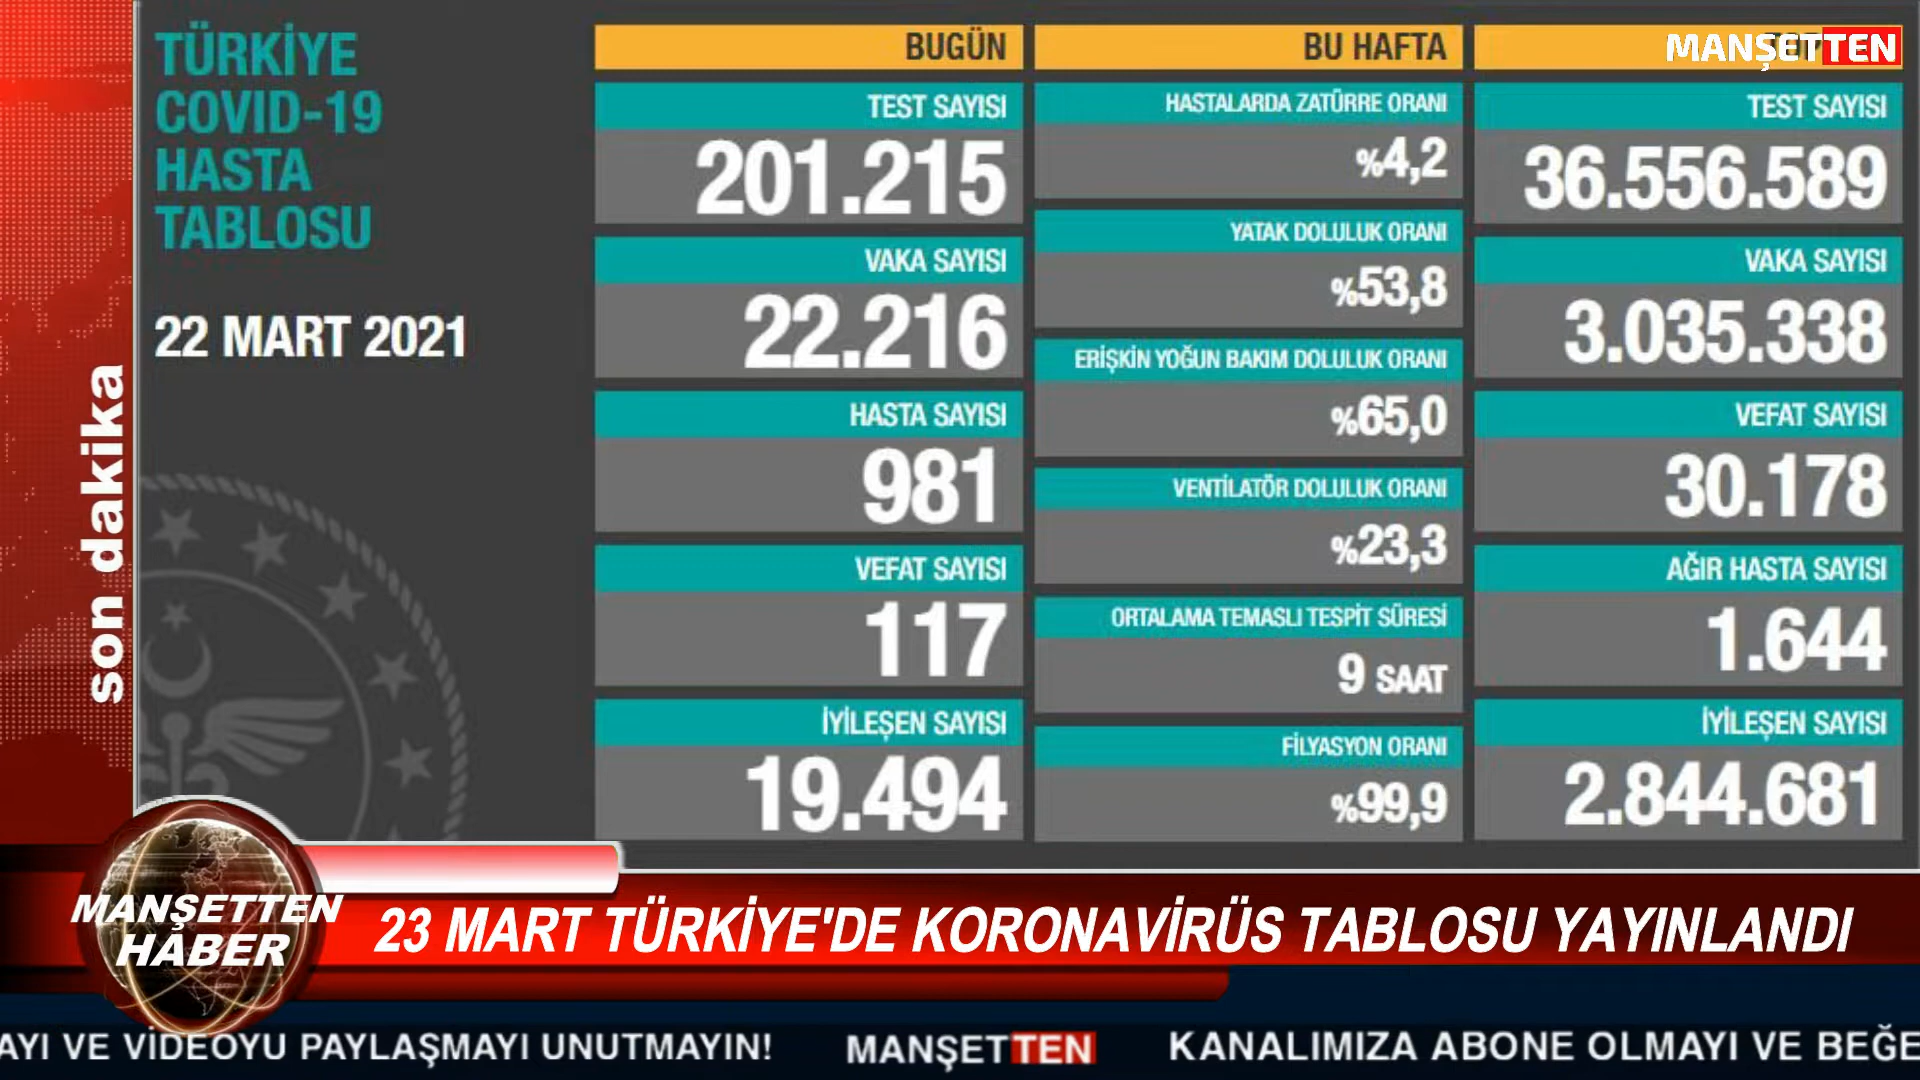 TÜRKİYE
COVID-19
HASTA
TABLOSU
22 MART 2021
son dakika
BUGÜN
TEST SAYISI
201.215
VAKA SAYISI
22.216
HASTA SAYISI
981
VEFAT SAYISI
117
İYİLEŞEN SAYISI
19.494
BU HAFTA
HASTALARDA ZATÜRRE ORANI
%4,2
YATAK DOLULUK ORANI
%53,8
ERİŞKİN YOĞUN BAKIM DOLULUK ORANI
%65,0
VENTİLATÖR DOLULUK ORANI
%23,3
ORTALAMA TEMASLI TESPİT SÜRESİ
9 SAAT
FİLYASYON ORANI
%99,9
MANŞETTEN
TEST SAYISI
36.556.589
VAKA SAYISI
3.035.338
VEFAT SAYISI
30.178
AĞIR HASTA SAYISI
1.644
İYİLEŞEN SAYISI
2.844.681
MANŞETTEN
HABER
23 MART TÜRKİYE'DE KORONAVİRÜS TABLOSU YAYINLANDI
AYI VE VİDEOYU PAYLAŞMAYI UNUTMAYIN! MANŞETTEN KANALIMIZA ABONE OLMAYI VE BEĞE